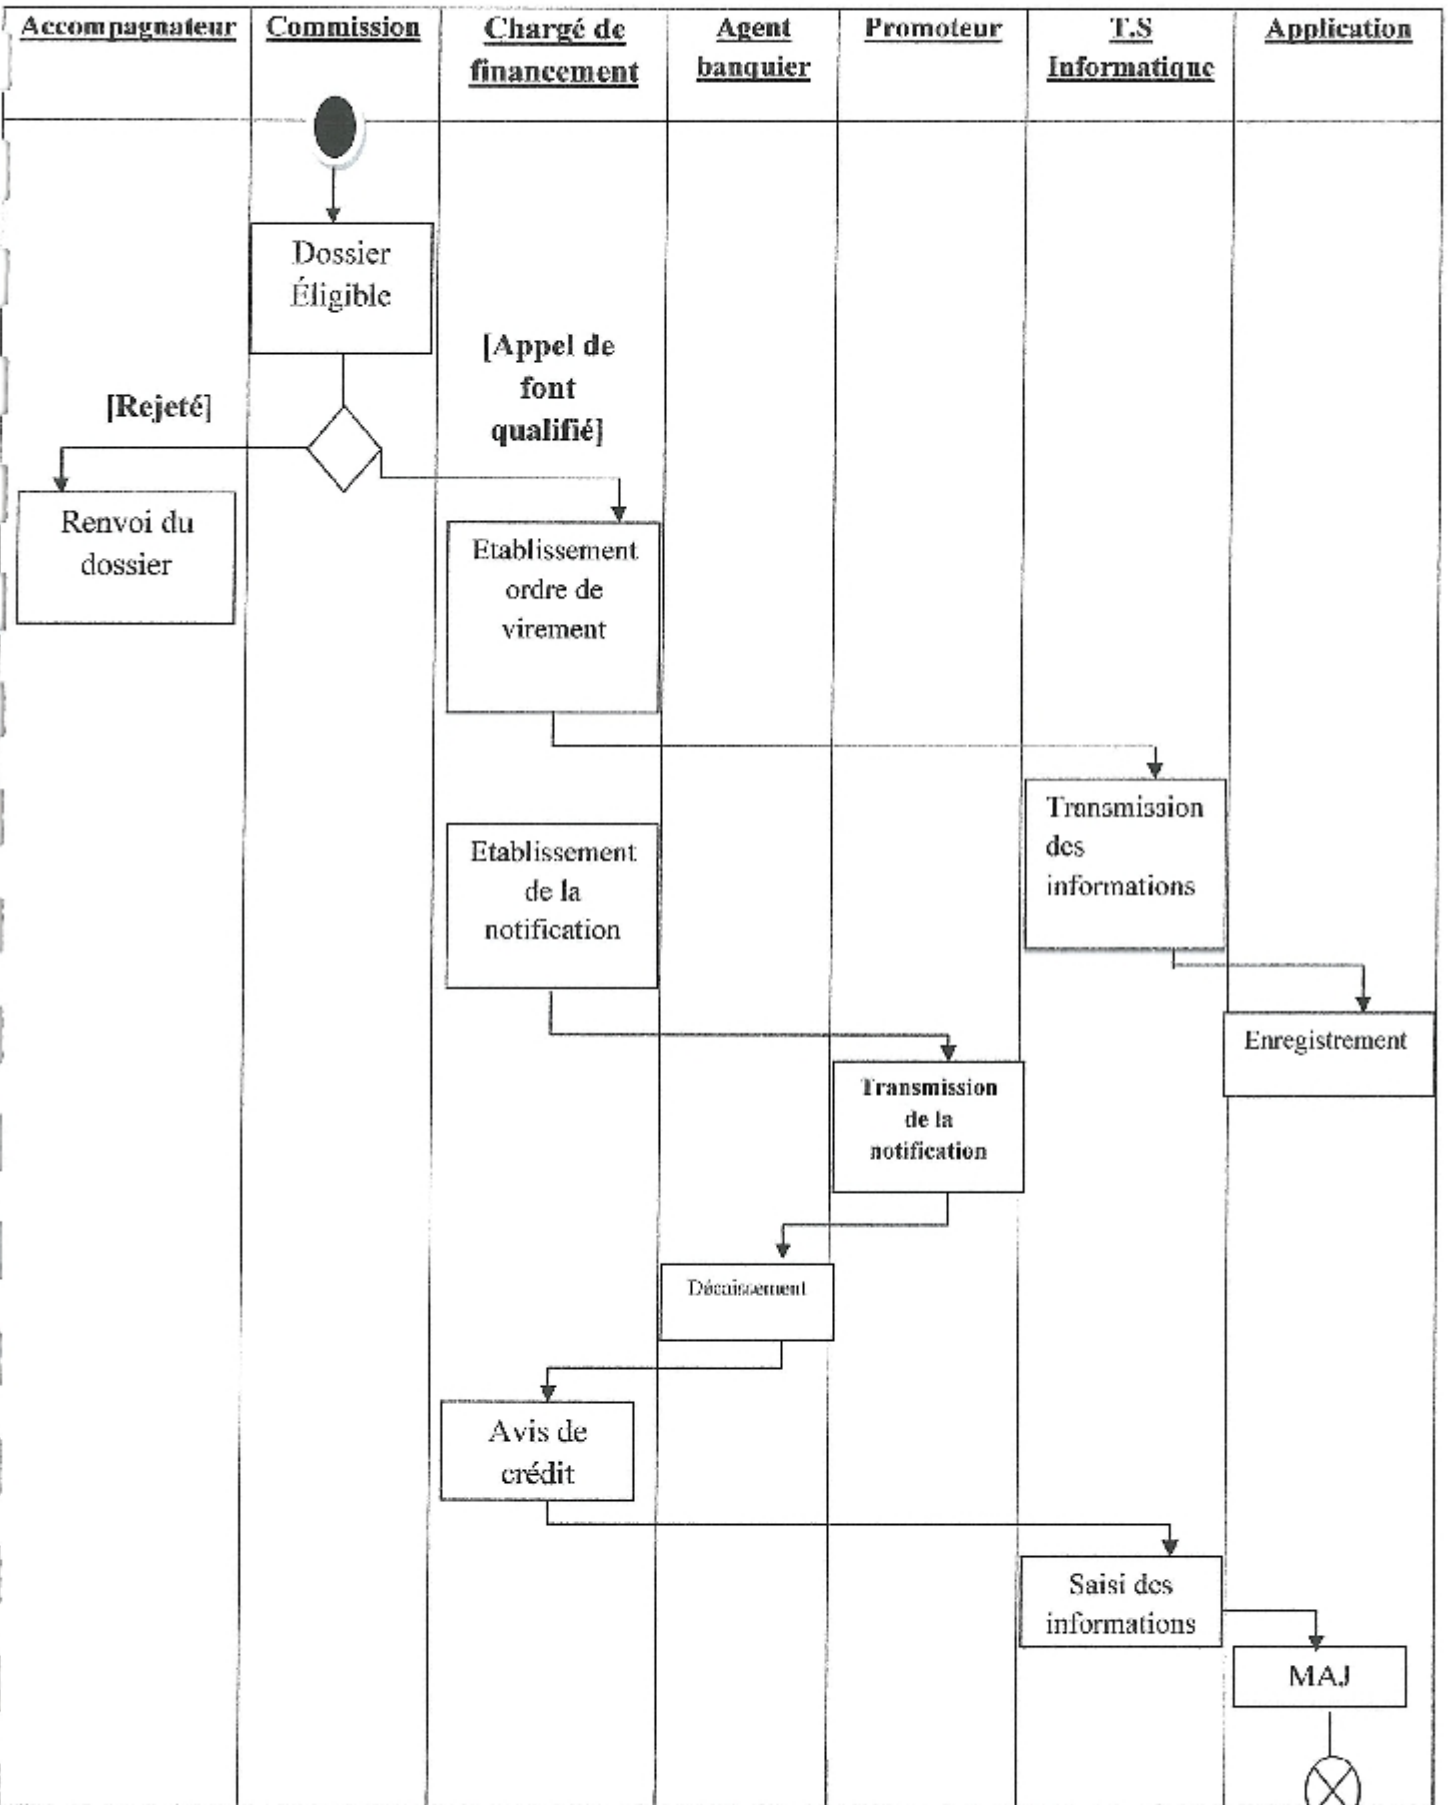 Accompagnateur
Commission
Chargé de
financement
Agent
banquier
Promoteur
T.S
Informatique
Application
Dossier
Éligible
[Appel de
font
qualifié]
[Rejeté]
Renvoi du
dossier
Etablissement
ordre de
virement
Transmission
des
informations
Etablissement
de la
notification
Enregistrement
Transmission
de la
notification
Décaissement
Avis de
crédit
Saisi des
informations
MAJ